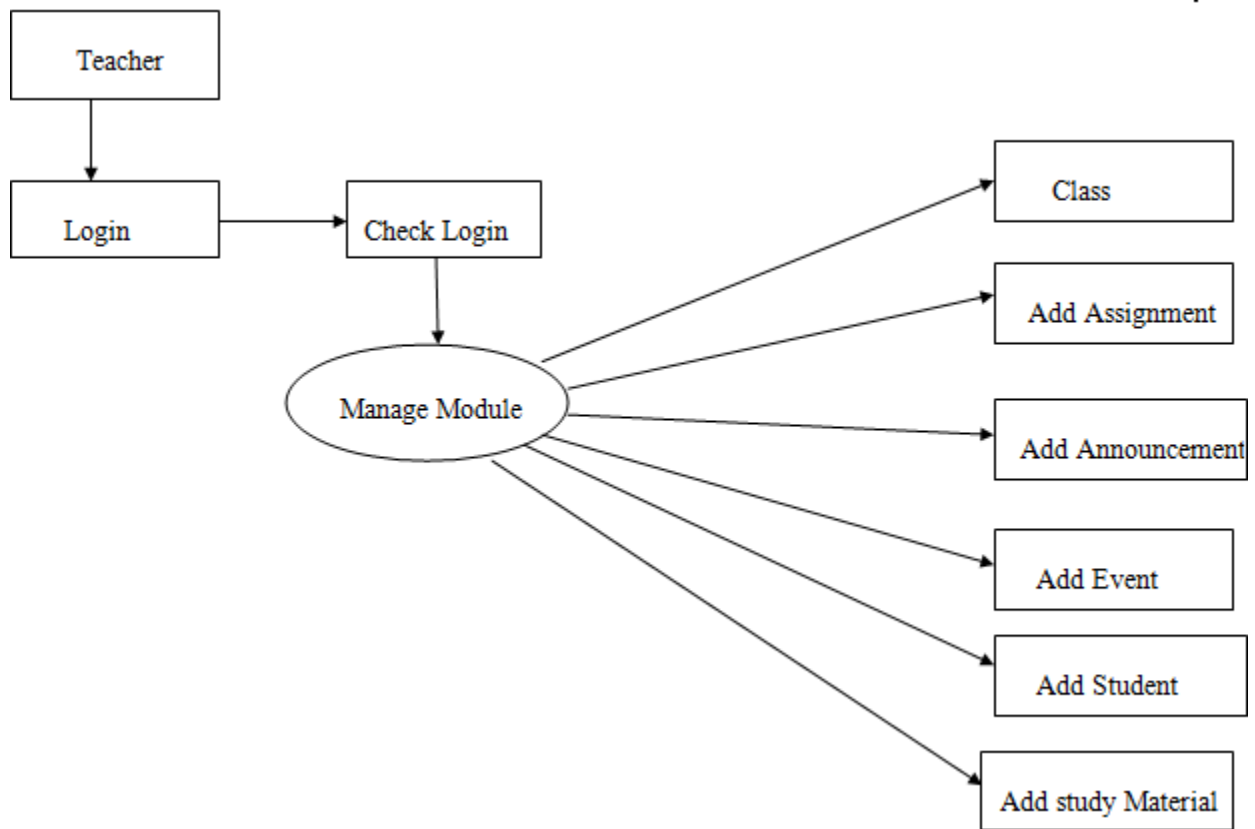 Teacher
Login
Check Login
Manage Module
Class
Add Assignment
Add Announcement
Add Event
Add Student
Add study Material